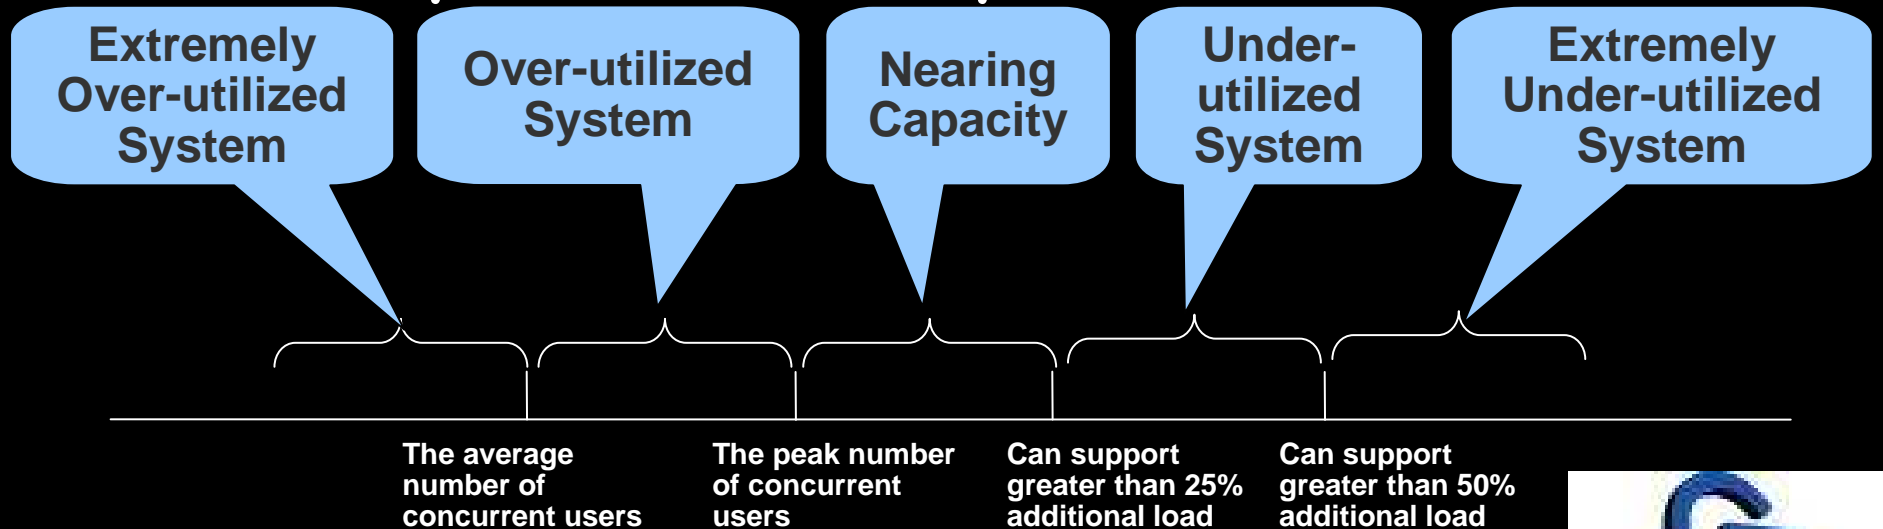 Extremely
Over-utilized
System
Over-utilized
System
Nearing
Capacity
Under-
utilized
System
Extremely
Under-utilized
System
The average
number of
concurrent users
The peak number
of concurrent
users
Can support
greater than 25%
additional load
Can support
greater than 50%
additional load